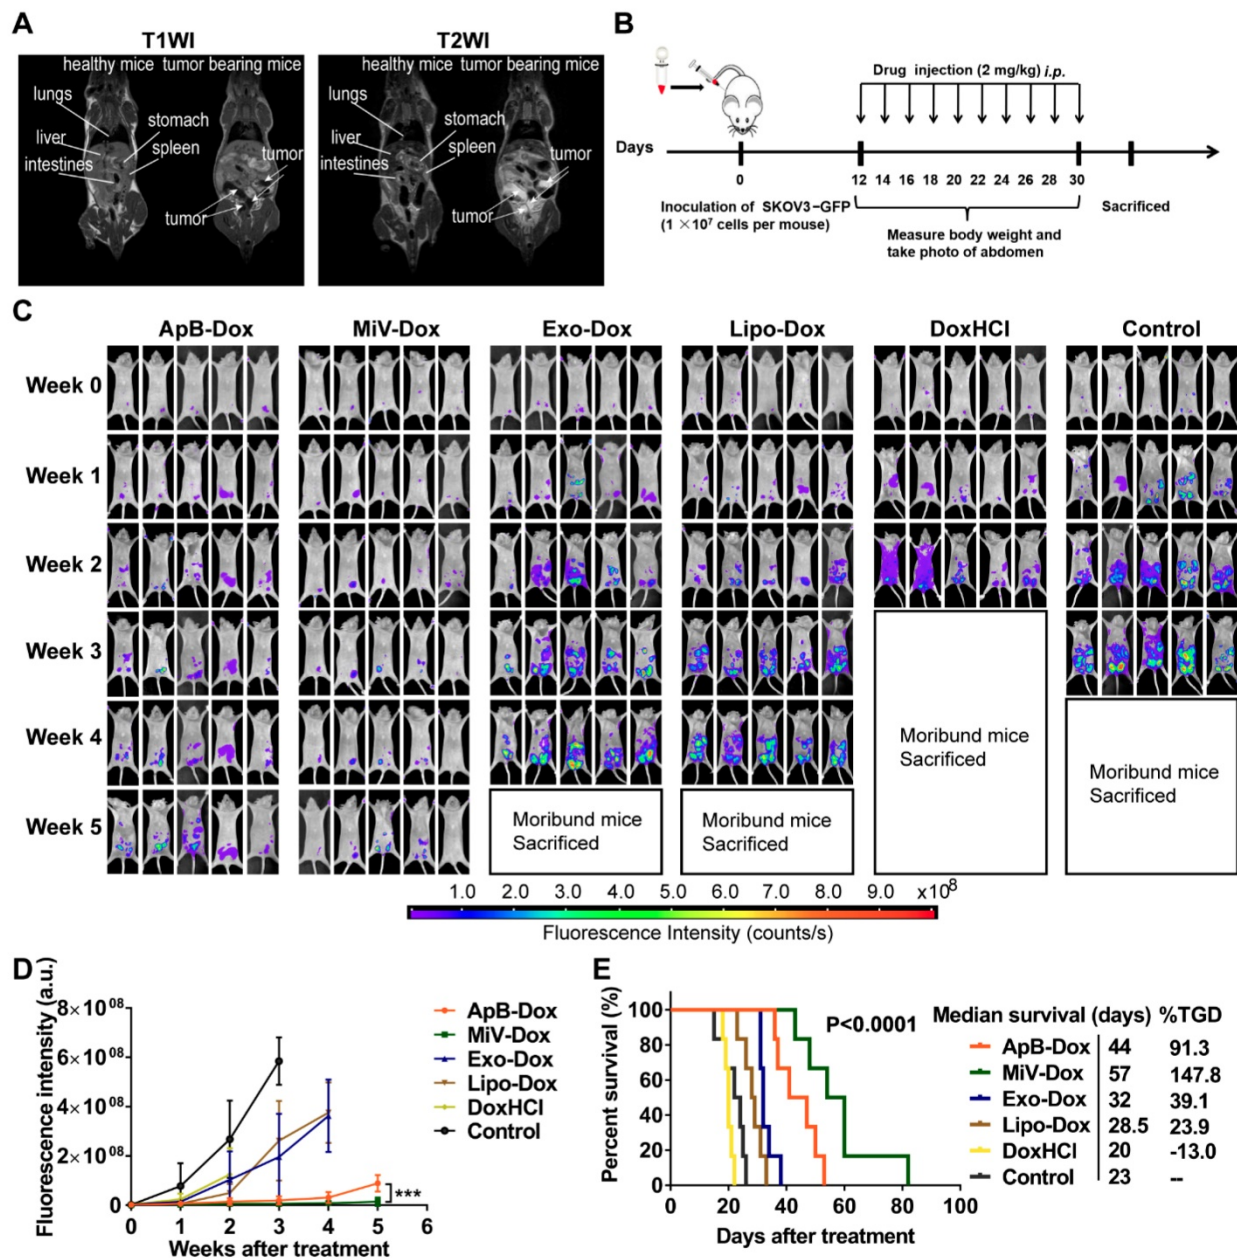 A
T1WI
T2WI
healthy mice tumor bearing mice
healthy mice tumor bearing mice
lungs
liver
intestines
stomach
spleen
tumor
tumor
lungs
liver
intestines
stomach
spleen
tumor
tumor
B
Drug injection (2 mg/kg) i.p.
Days
0
12 14 16 18 20 22 24 26 28 30
Inoculation of SKOV3-GFP
(1 ×10⁷ cells per mouse)
Measure body weight and
take photo of abdomen
Sacrificed
C
ApB-Dox MiV-Dox Exo-Dox Lipo-Dox DoxHCl Control
Week 0
Week 1
Week 2
Week 3
Week 4
Week 5
Moribund mice
Sacrificed
Moribund mice
Sacrificed
Moribund mice
Sacrificed
Moribund mice
Sacrificed
1.0 2.0 3.0 4.0 5.0 6.0 7.0 8.0 9.0 x10⁸
Fluorescence Intensity (counts/s)
D
Fluorescence intensity (a.u.)
8×10⁰⁸
6×10⁰⁸
4×10⁰⁸
2×10⁰⁸
0
0 1 2 3 4 5 6
Weeks after treatment
***
ApB-Dox
MiV-Dox
Exo-Dox
Lipo-Dox
DoxHCl
Control
E
Percent survival (%)
100
80
60
40
20
0
0 20 40 60 80 100
Days after treatment
P<0.0001
Median survival (days) %TGD
ApB-Dox 44 91.3
MiV-Dox 57 147.8
Exo-Dox 32 39.1
Lipo-Dox 28.5 23.9
DoxHCl 20 -13.0
Control 23 --